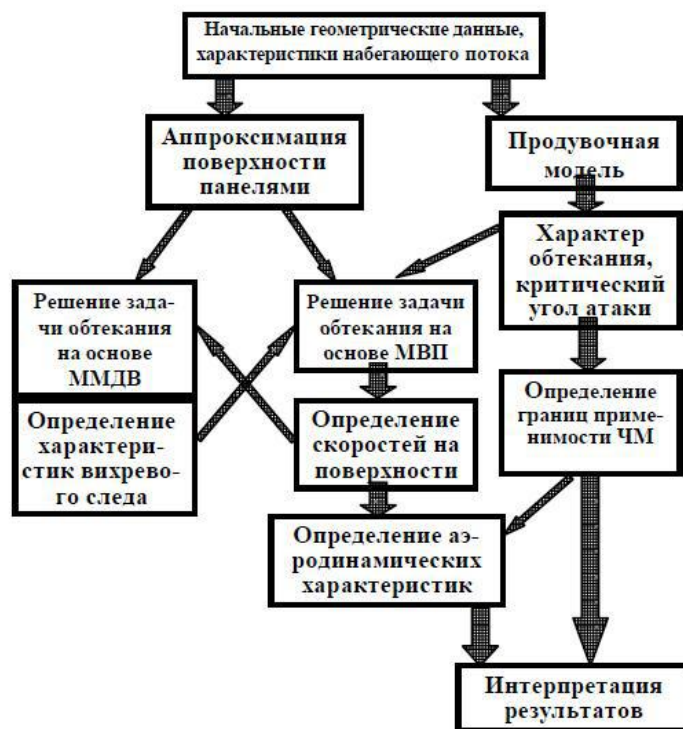 Начальные геометрические данные,
характеристики набегающего потока
Аппроксимация
поверхности
панелями
Продувочная
модель
Характер
обтекания,
критический
угол атаки
Решение зада-
чи обтекания
на основе
ММДВ
Решение задачи
обтекания на
основе МВП
Определение
границ приме-
нимости ЧМ
Определение
характери-
стик вихрево-
го следа
Определение
скоростей на
поверхности
Определение аэ-
родинамических
характеристик
Интерпретация
результатов